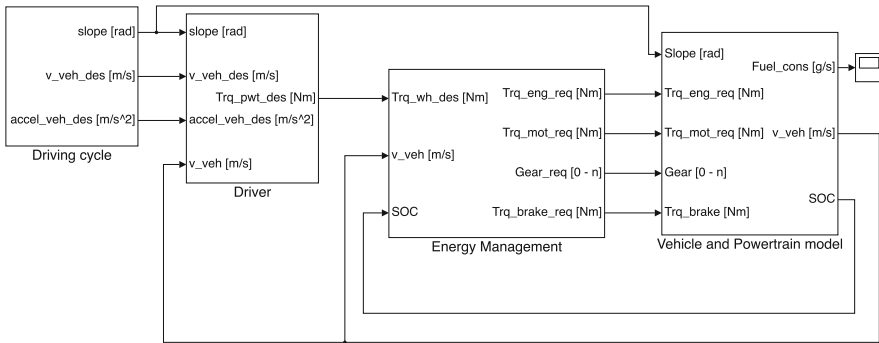 slope [rad]
v_veh_des [m/s]
accel_veh_des [m/s^2]
Driving cycle
slope [rad]
v_veh_des [m/s]
Trq_pwt_des [Nm]
accel_veh_des [m/s^2]
v_veh [m/s]
Driver
Trq_wh_des [Nm]
v_veh [m/s]
SOC
Trq_eng_req [Nm]
Trq_mot_req [Nm]
Gear_req [0 - n]
Trq_brake_req [Nm]
Energy Management
Slope [rad]
Fuel_cons [g/s]
Trq_eng_req [Nm]
Trq_mot_req [Nm]
v_veh [m/s]
Gear [0 - n]
SOC
Trq_brake [Nm]
Vehicle and Powertrain model